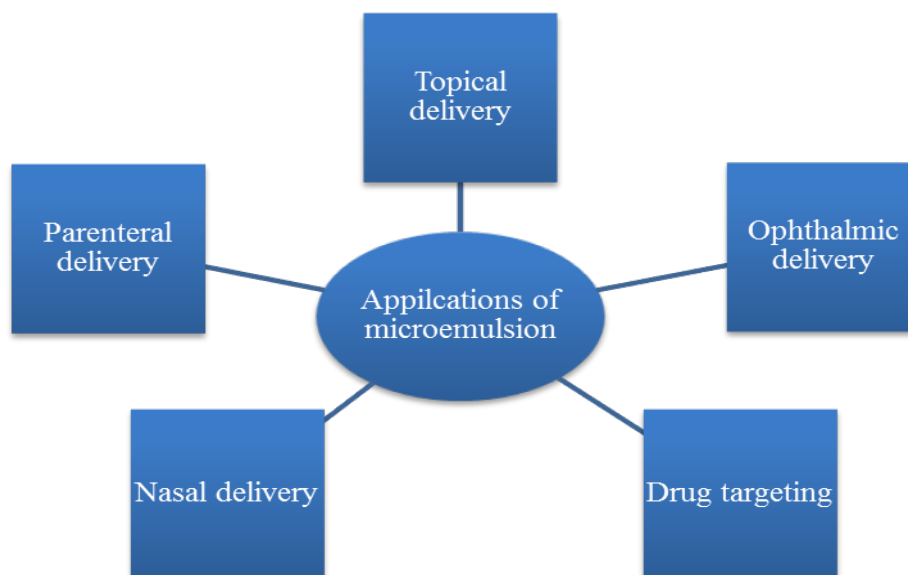 Topical
delivery
Parenteral
delivery
Ophthalmic
delivery
Appilcations of
microemulsion
Nasal delivery
Drug targeting